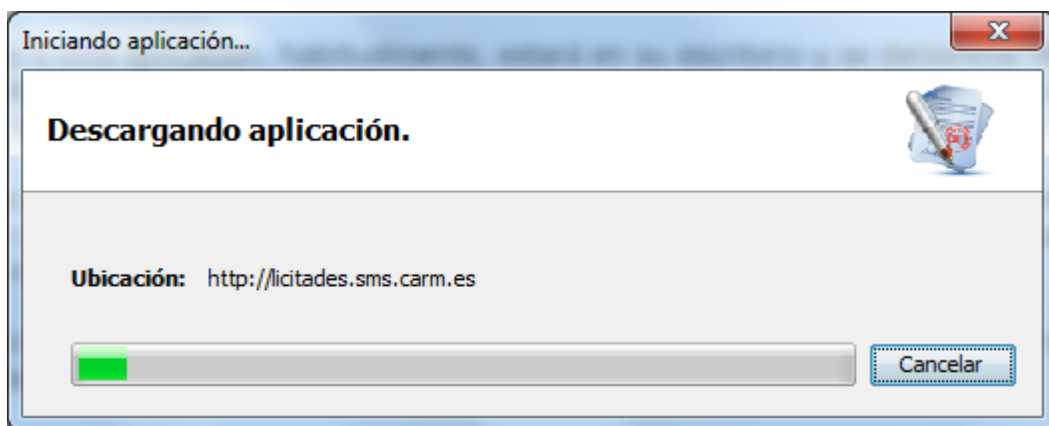 Iniciando aplicación...
Descargando aplicación.
Ubicación: http://licitades.sms.carm.es
Cancelar